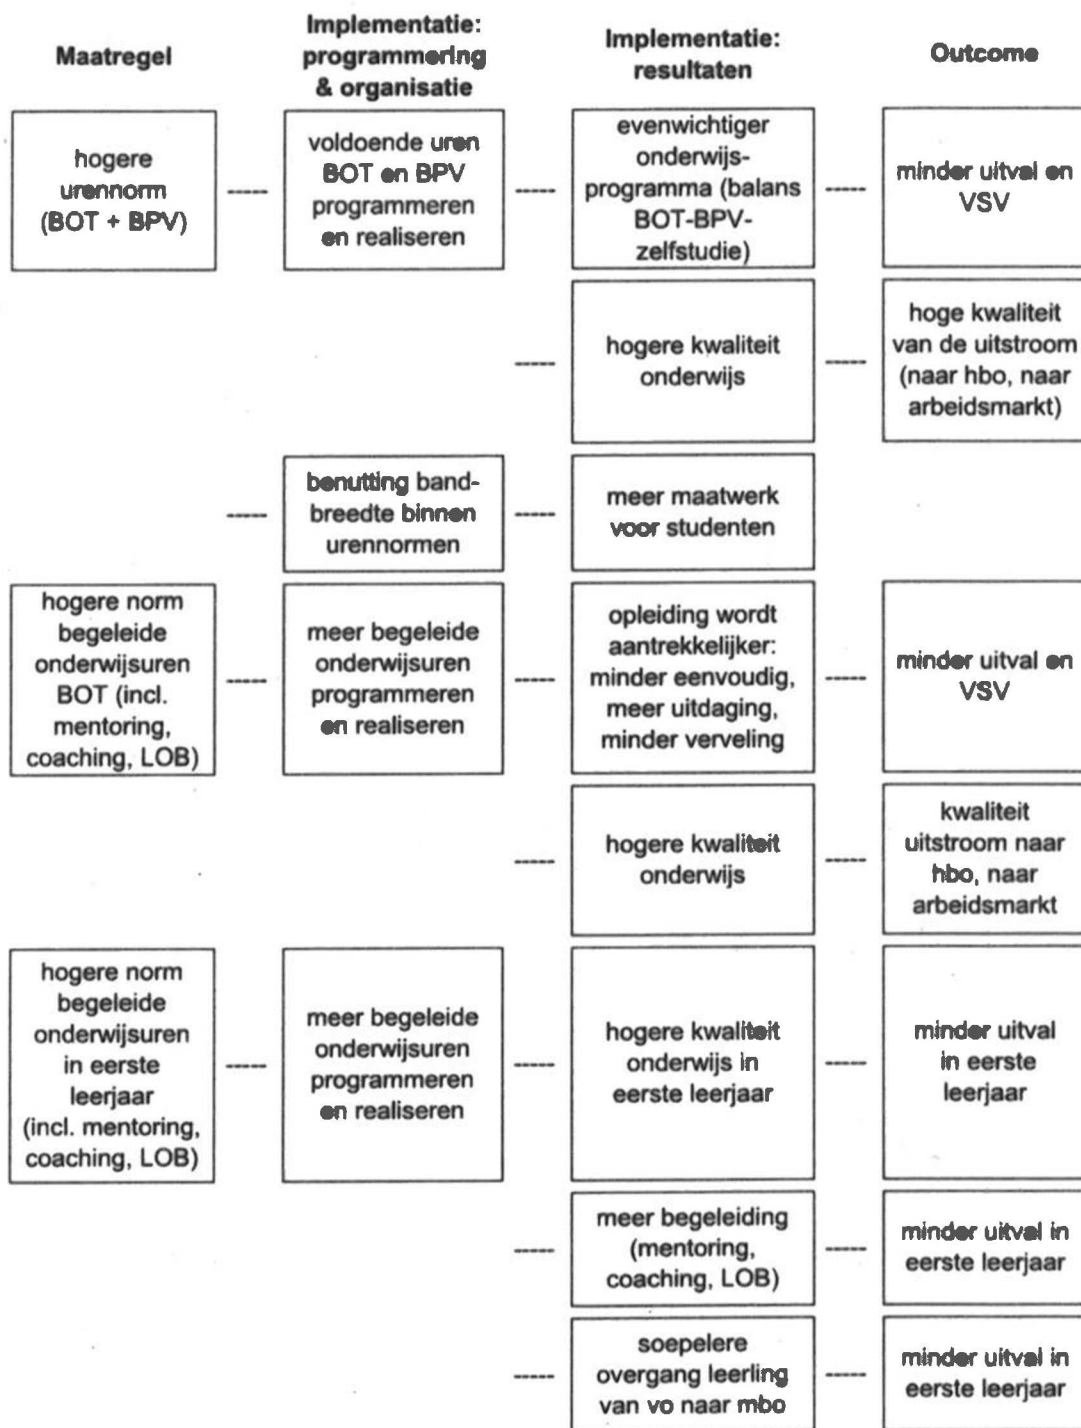 Maatregel
Implementatie:
programmering
& organisatie
Implementatie:
resultaten
Outcome
hogere
urennorm
(BOT + BPV)
voldoende uren
BOT en BPV
programmeren
en realiseren
evenwichtiger
onderwijs-
programma (balans
BOT-BPV-
zelfstudie)
minder uitval en
VSV
hogere kwaliteit
onderwijs
hoge kwaliteit
van de uitstroom
(naar hbo, naar
arbeidsmarkt)
benutting band-
breedte binnen
urennormen
meer maatwerk
voor studenten
hogere norm
begeleide
onderwijsuren
BOT (incl.
mentoring,
coaching, LOB)
meer begeleide
onderwijsuren
programmeren
en realiseren
opleiding wordt
aantrekkelijker:
minder eenvoudig,
meer uitdaging,
minder verveling
minder uitval en
VSV
hogere kwaliteit
onderwijs
kwaliteit
uitstroom naar
hbo, naar
arbeidsmarkt
hogere norm
begeleide
onderwijsuren
in eerste
leerjaar
(incl. mentoring,
coaching, LOB)
meer begeleide
onderwijsuren
programmeren
en realiseren
hogere kwaliteit
onderwijs in
eerste leerjaar
minder uitval
in eerste
leerjaar
meer begeleiding
(mentoring,
coaching, LOB)
minder uitval in
eerste leerjaar
soepelere
overgang leerling
van vo naar mbo
minder uitval in
eerste leerjaar